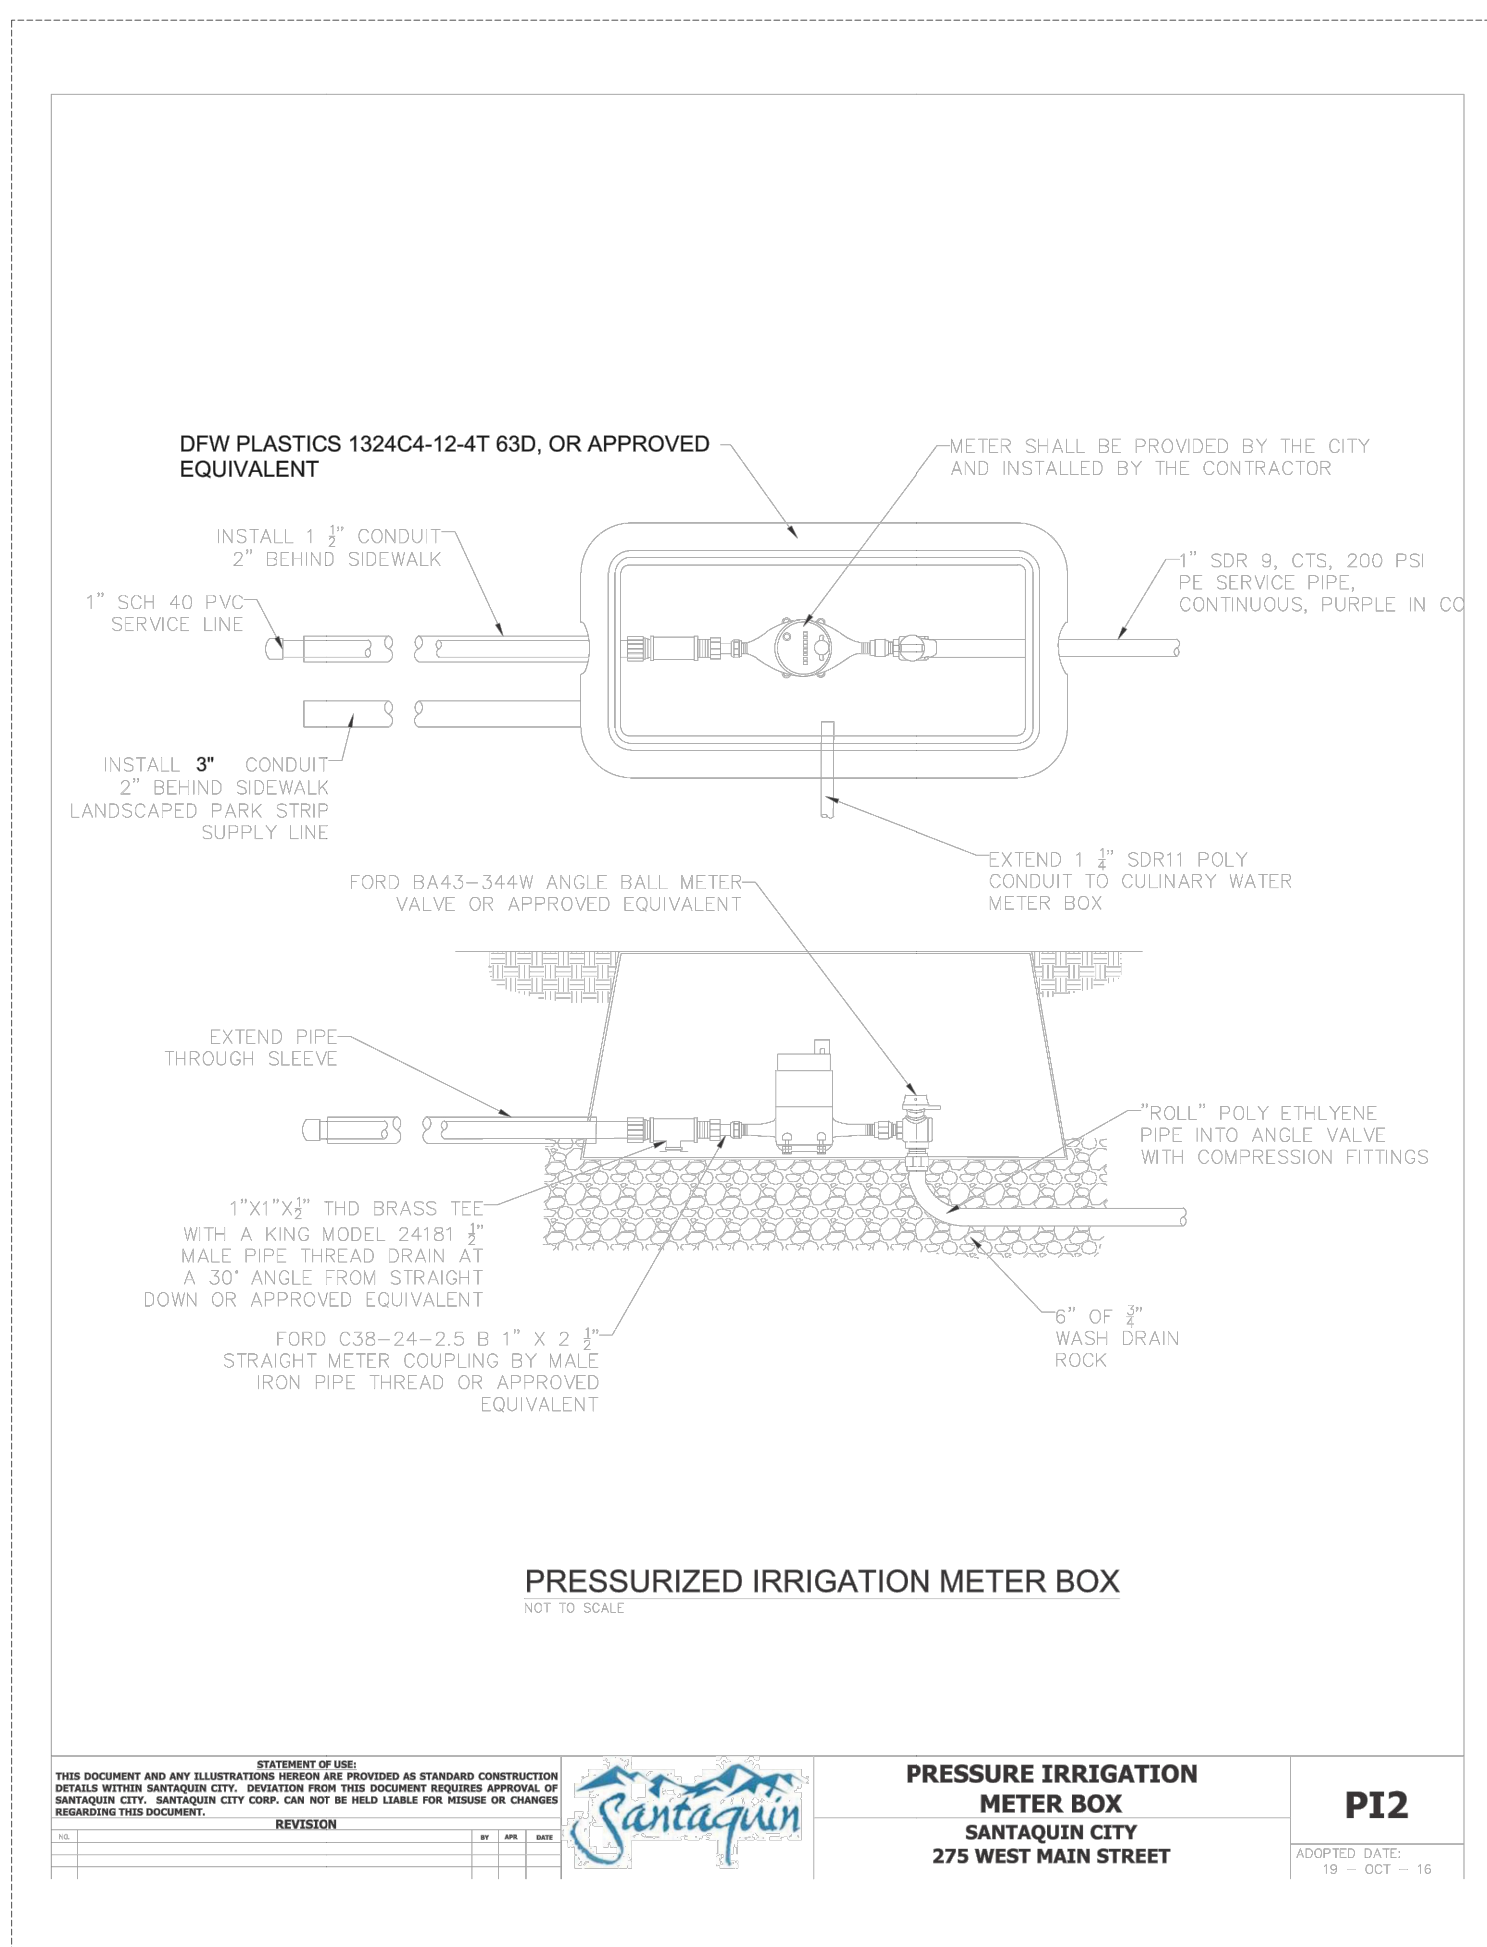 DFW PLASTICS 1324C4-12-4T 63D, OR APPROVED
EQUIVALENT
METER SHALL BE PROVIDED BY THE CITY
AND INSTALLED BY THE CONTRACTOR
INSTALL 1 1/2" CONDUIT
2" BEHIND SIDEWALK
1" SDR 9, CTS, 200 PSI
PE SERVICE PIPE,
CONTINUOUS, PURPLE IN CO
1" SCH 40 PVC
SERVICE LINE
INSTALL 3" CONDUIT
2" BEHIND SIDEWALK
LANDSCAPED PARK STRIP
SUPPLY LINE
EXTEND 1 1/4" SDR11 POLY
CONDUIT TO CULINARY WATER
METER BOX
FORD BA43-344W ANGLE BALL METER
VALVE OR APPROVED EQUIVALENT
EXTEND PIPE
THROUGH SLEEVE
"ROLL" POLY ETHLYENE
PIPE INTO ANGLE VALVE
WITH COMPRESSION FITTINGS
1"X1"X1/2" THD BRASS TEE
WITH A KING MODEL 24181 1/2"
MALE PIPE THREAD DRAIN AT
A 30° ANGLE FROM STRAIGHT
DOWN OR APPROVED EQUIVALENT
6" OF 3/4"
WASH DRAIN
ROCK
FORD C38-24-2.5 B 1" X 2 1/2"
STRAIGHT METER COUPLING BY MALE
IRON PIPE THREAD OR APPROVED
EQUIVALENT
PRESSURIZED IRRIGATION METER BOX
NOT TO SCALE
STATEMENT OF USE:
THIS DOCUMENT AND ANY ILLUSTRATIONS HEREON ARE PROVIDED AS STANDARD CONSTRUCTION
DETAILS WITHIN SANTAQUIN CITY. DEVIATION FROM THIS DOCUMENT REQUIRES APPROVAL OF
SANTAQUIN CITY. SANTAQUIN CITY CORP. CAN NOT BE HELD LIABLE FOR MISUSE OR CHANGES
REGARDING THIS DOCUMENT.
REVISION
NO. BY APR. DATE
Santaquin
PRESSURE IRRIGATION
METER BOX
SANTAQUIN CITY
275 WEST MAIN STREET
PI2
ADOPTED DATE:
19 - OCT - 16